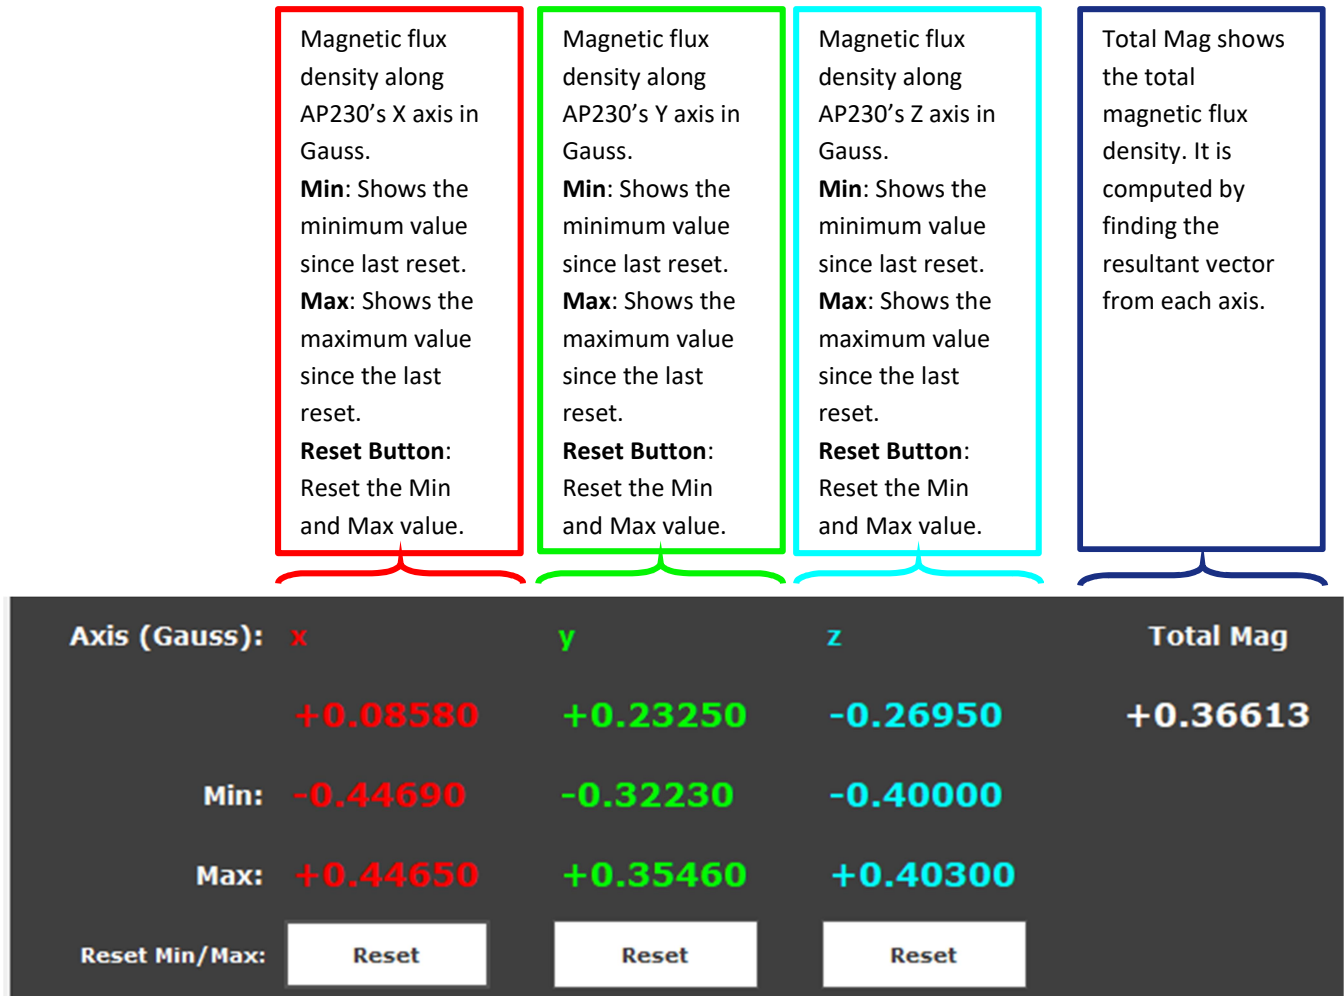 Magnetic flux
density along
AP230’s X axis in
Gauss.
Min: Shows the
minimum value
since last reset.
Max: Shows the
maximum value
since the last
reset.
Reset Button:
Reset the Min
and Max value.
Magnetic flux
density along
AP230’s Y axis in
Gauss.
Min: Shows the
minimum value
since last reset.
Max: Shows the
maximum value
since the last
reset.
Reset Button:
Reset the Min
and Max value.
Magnetic flux
density along
AP230’s Z axis in
Gauss.
Min: Shows the
minimum value
since last reset.
Max: Shows the
maximum value
since the last
reset.
Reset Button:
Reset the Min
and Max value.
Total Mag shows
the total
magnetic flux
density. It is
computed by
finding the
resultant vector
from each axis.
Axis (Gauss): x y z Total Mag
+0.08580 +0.23250 -0.26950 +0.36613
Min: -0.44690 -0.32230 -0.40000
Max: +0.44650 +0.35460 +0.40300
Reset Min/Max: Reset Reset Reset